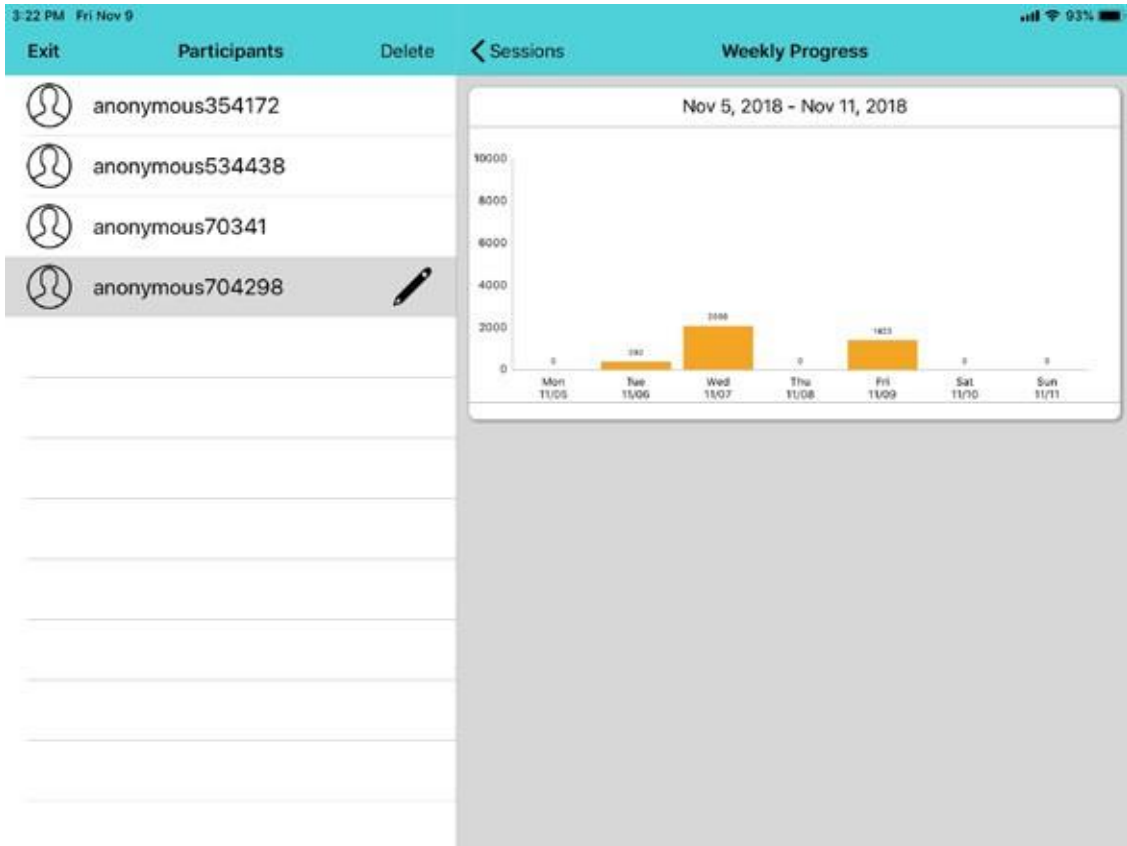 3:22 PM Fri Nov 9
93%
Exit Participants Delete
Sessions Weekly Progress
anonymous354172
anonymous534438
anonymous70341
anonymous704298
Nov 5, 2018 - Nov 11, 2018
10000
8000
6000
4000
2000
0
0
0
0
0
Mon Tue Wed Thu Fri Sat Sun
11/05 11/06 11/07 11/08 11/09 11/10 11/11